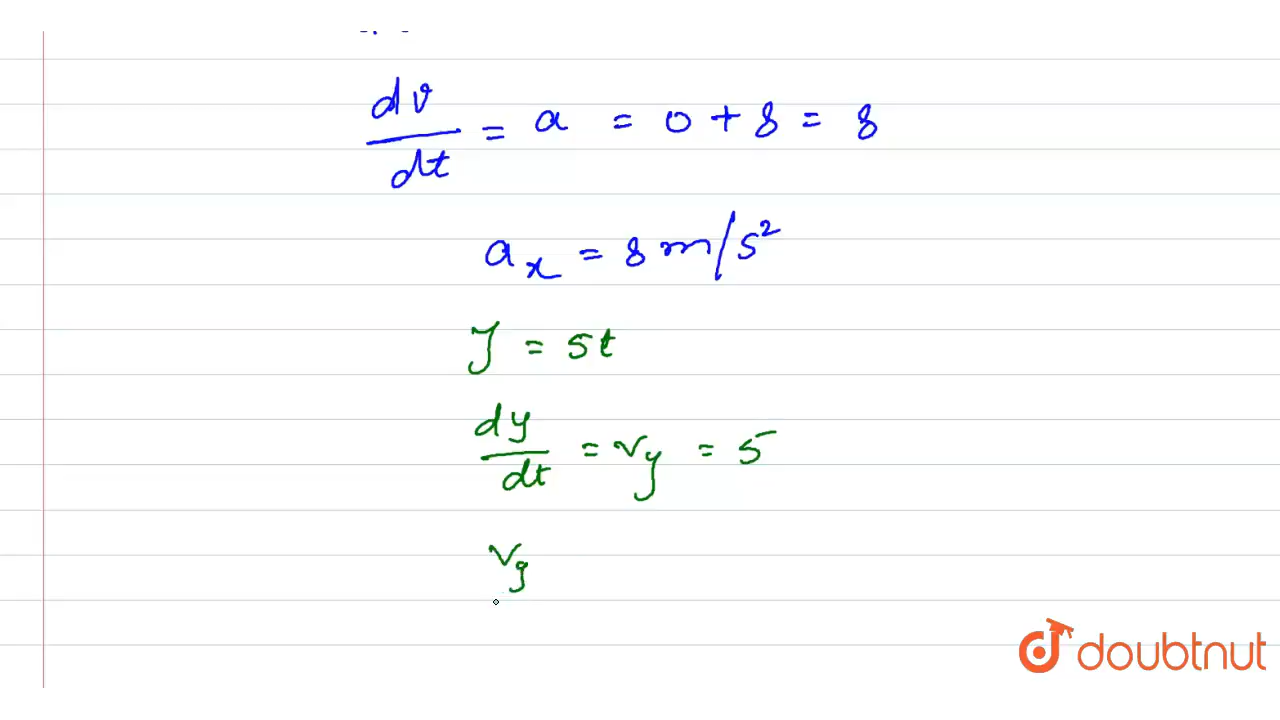 dv/dt = a = 0 + 8 = 8
a_x = 8 m/s²
y = 5t
dy/dt = v_y = 5
v_y
doubtnut